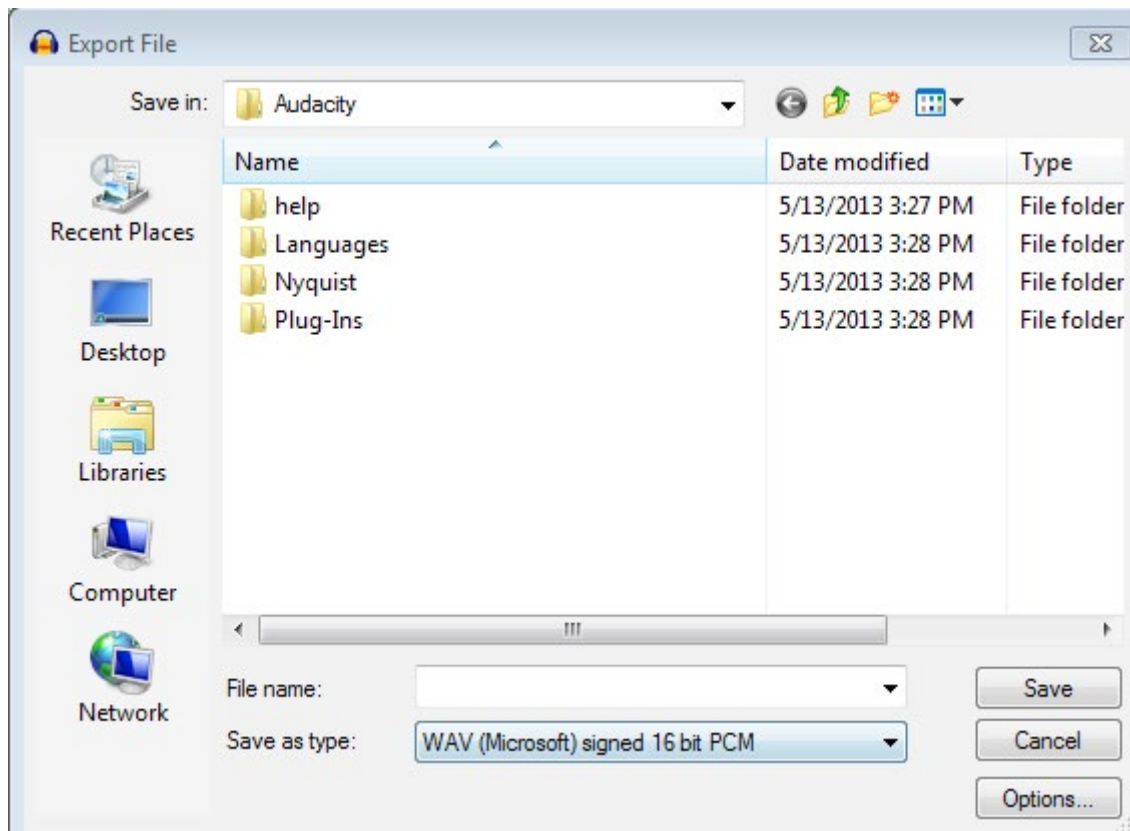 Export File
Save in: Audacity
Name Date modified Type
help 5/13/2013 3:27 PM File folder
Languages 5/13/2013 3:28 PM File folder
Nyquist 5/13/2013 3:28 PM File folder
Plug-Ins 5/13/2013 3:28 PM File folder
Recent Places
Desktop
Libraries
Computer
Network
File name: Save
Save as type: WAV (Microsoft) signed 16 bit PCM Cancel
Options...